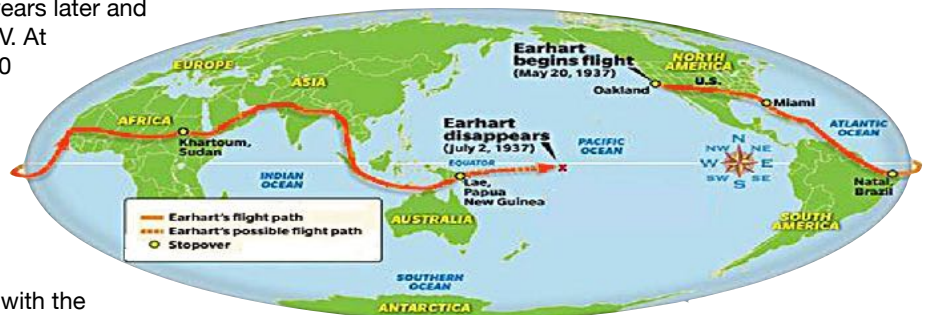 ears later and
V. At
0
with the
Earhart
begins flight
(May 20, 1937)
Oakland
NORTH
AMERICA
U.S.
Miami
ATLANTIC
OCEAN
EUROPE
ASIA
AFRICA
Khartoum,
Sudan
Earhart
disappears
(July 2, 1937)
PACIFIC
OCEAN
EQUATOR
x
N
NW NE
W E
SW SE
S
INDIAN
OCEAN
Lae,
Papua
New Guinea
Natal,
Brazil
SOUTH
AMERICA
AUSTRALIA
Earhart's flight path
Earhart's possible flight path
Stopover
SOUTHERN
OCEAN
ANTARCTICA